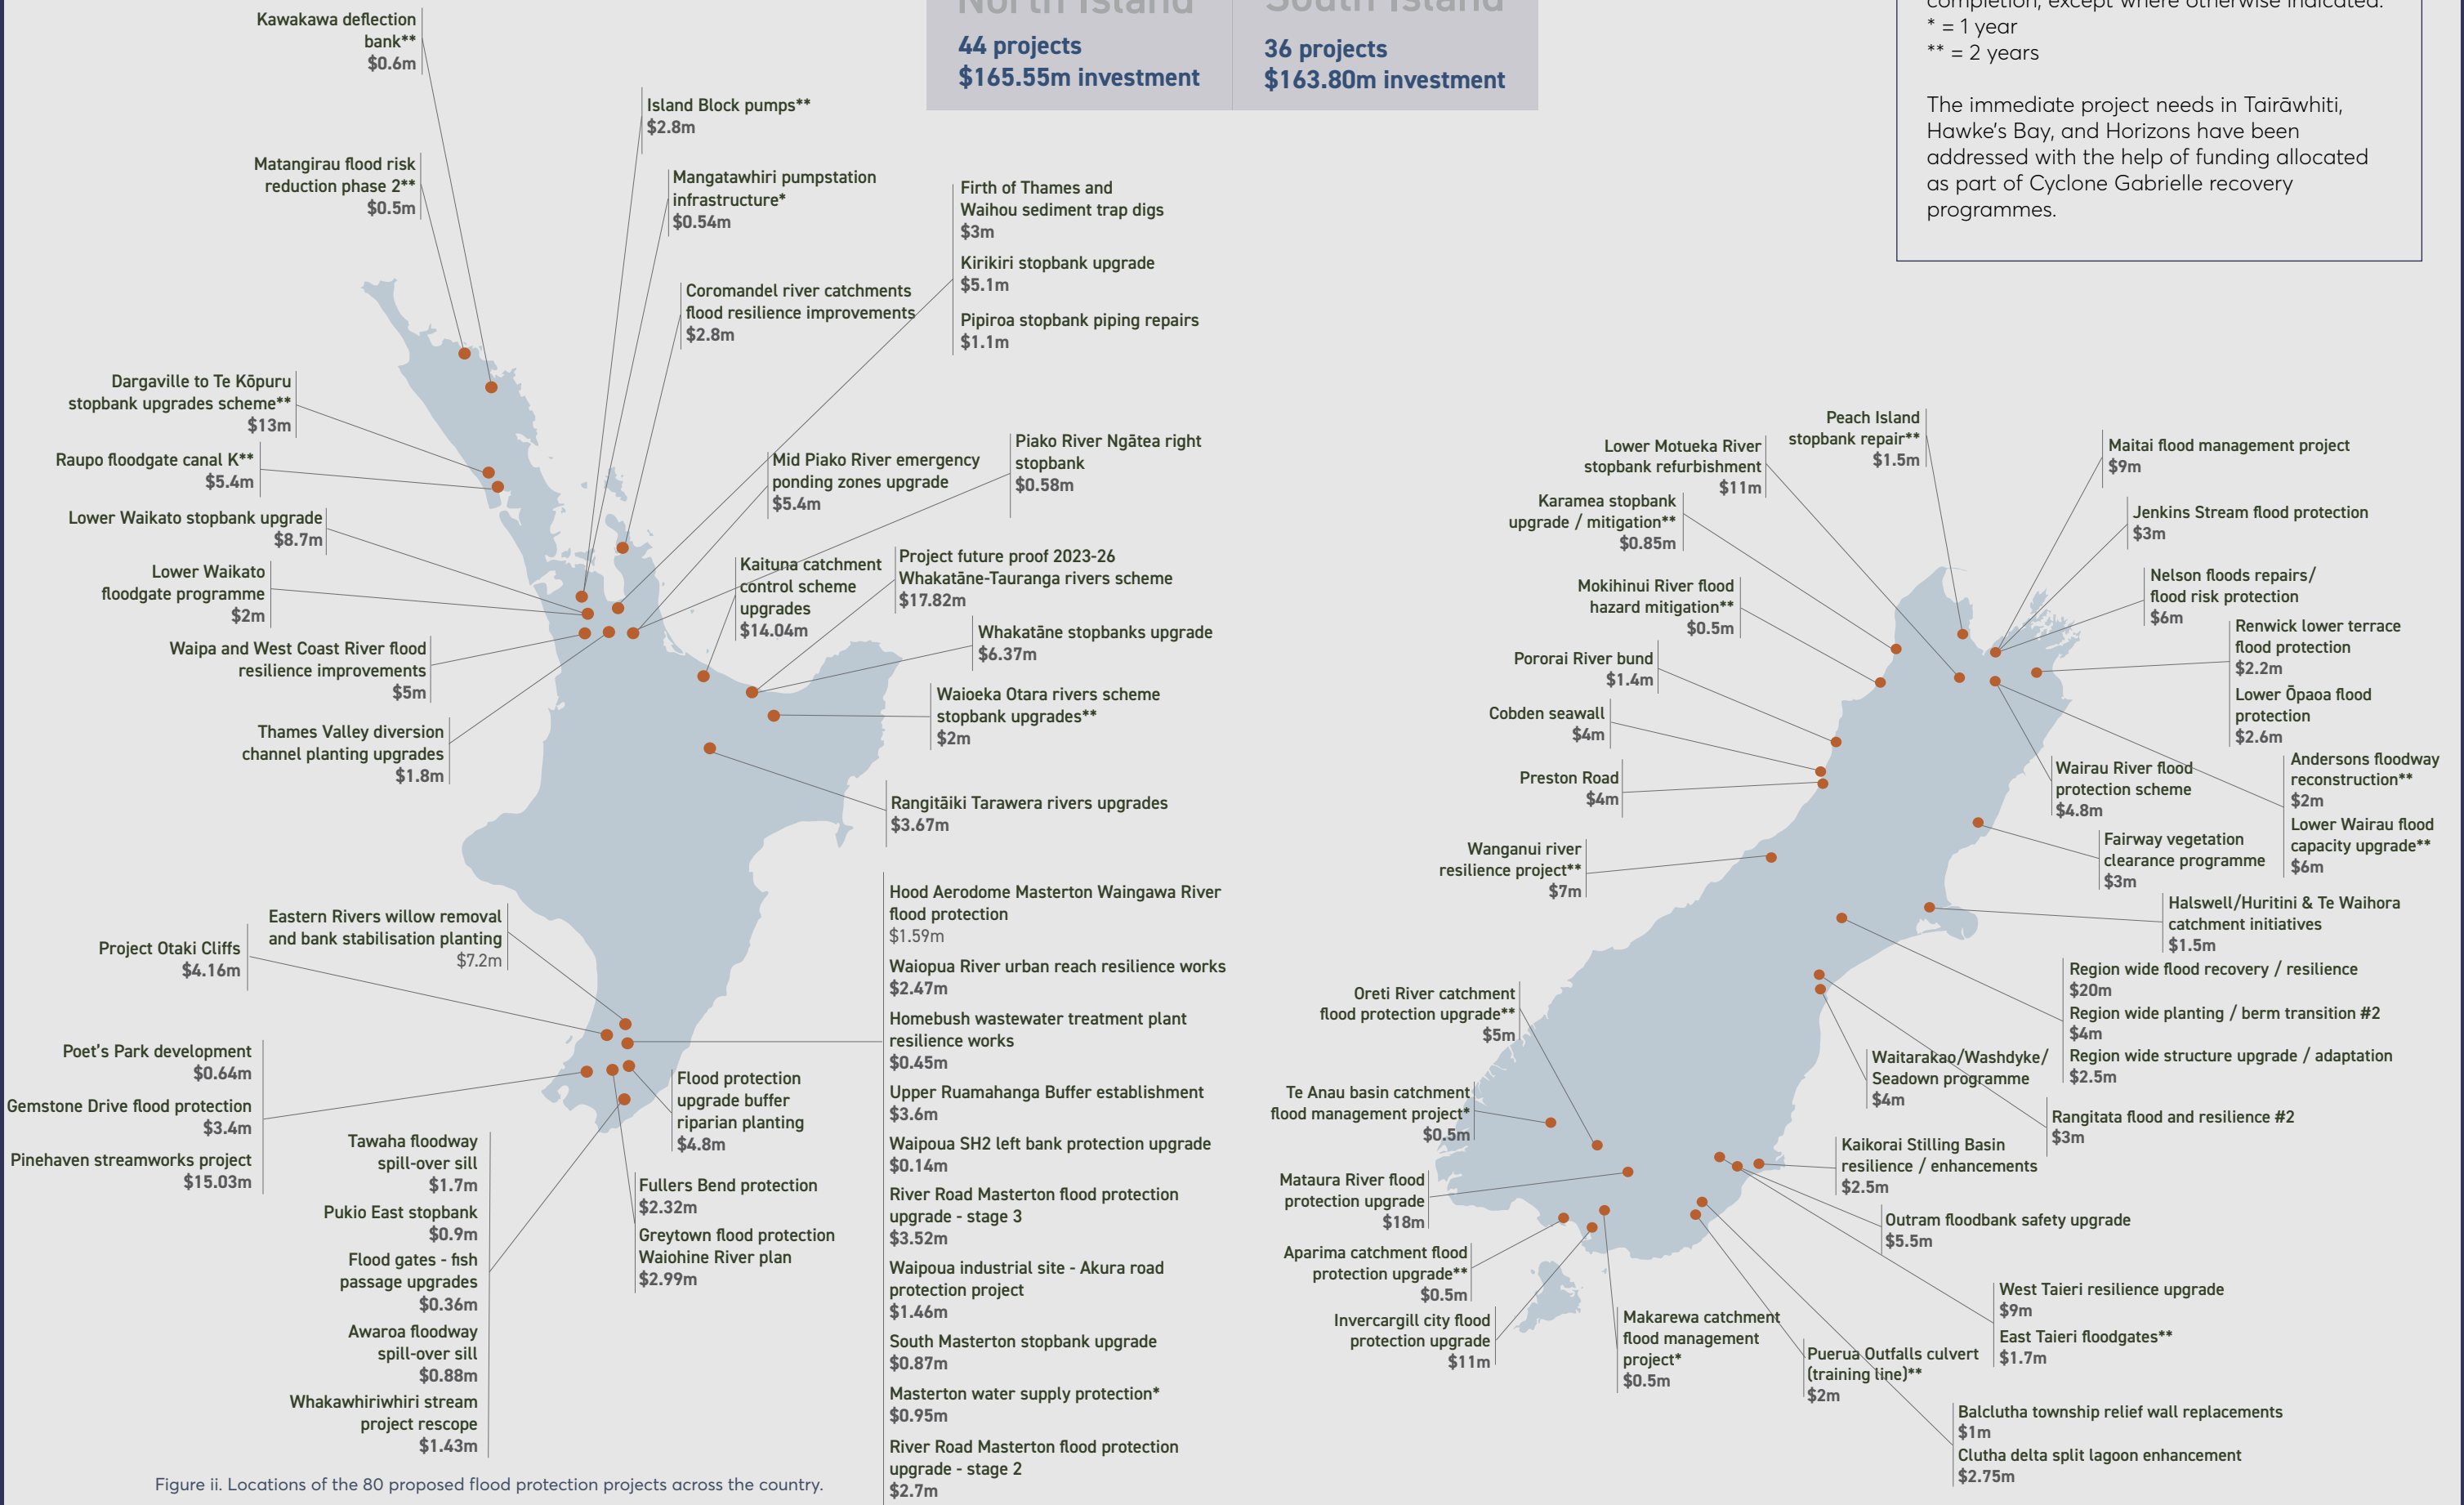 North Island
44 projects
$165.55m investment
South Island
36 projects
$163.80m investment
completion, except where otherwise indicated.
* = 1 year
** = 2 years
The immediate project needs in Tairāwhiti,
Hawke's Bay, and Horizons have been
addressed with the help of funding allocated
as part of Cyclone Gabrielle recovery
programmes.
Kawakawa deflection
bank**
$0.6m
Matangirau flood risk
reduction phase 2**
$0.5m
Island Block pumps**
$2.8m
Mangatawhiri pumpstation
infrastructure*
$0.54m
Coromandel river catchments
flood resilience improvements
$2.8m
Firth of Thames and
Waihou sediment trap digs
$3m
Kirikiri stopbank upgrade
$5.1m
Pipiroa stopbank piping repairs
$1.1m
Dargaville to Te Kōpuru
stopbank upgrades scheme**
$13m
Raupo floodgate canal K**
$5.4m
Lower Waikato stopbank upgrade
$8.7m
Lower Waikato
floodgate programme
$2m
Waipa and West Coast River flood
resilience improvements
$5m
Thames Valley diversion
channel planting upgrades
$1.8m
Mid Piako River emergency
ponding zones upgrade
$5.4m
Piako River Ngātea right
stopbank
$0.58m
Kaituna catchment
control scheme
upgrades
$14.04m
Project future proof 2023-26
Whakatāne-Tauranga rivers scheme
$17.82m
Whakatāne stopbanks upgrade
$6.37m
Waioeka Otara rivers scheme
stopbank upgrades**
$2m
Rangitāiki Tarawera rivers upgrades
$3.67m
Eastern Rivers willow removal
and bank stabilisation planting
$7.2m
Project Otaki Cliffs
$4.16m
Poet's Park development
$0.64m
Gemstone Drive flood protection
$3.4m
Pinehaven streamworks project
$15.03m
Tawaha floodway
spill-over sill
$1.7m
Pukio East stopbank
$0.9m
Flood gates - fish
passage upgrades
$0.36m
Awaroa floodway
spill-over sill
$0.88m
Whakawhiriwhiri stream
project rescope
$1.43m
Flood protection
upgrade buffer
riparian planting
$4.8m
Fullers Bend protection
$2.32m
Greytown flood protection
Waiohine River plan
$2.99m
Hood Aerodome Masterton Waingawa River
flood protection
$1.59m
Waiopua River urban reach resilience works
$2.47m
Homebush wastewater treatment plant
resilience works
$0.45m
Upper Ruamahanga Buffer establishment
$3.6m
Waipoua SH2 left bank protection upgrade
$0.14m
River Road Masterton flood protection
upgrade - stage 3
$3.52m
Waipoua industrial site - Akura road
protection project
$1.46m
South Masterton stopbank upgrade
$0.87m
Masterton water supply protection*
$0.95m
River Road Masterton flood protection
upgrade - stage 2
$2.7m
Peach Island
stopbank repair**
$1.5m
Lower Motueka River
stopbank refurbishment
$11m
Karamea stopbank
upgrade / mitigation**
$0.85m
Mokihinui River flood
hazard mitigation**
$0.5m
Pororai River bund
$1.4m
Cobden seawall
$4m
Preston Road
$4m
Wanganui river
resilience project**
$7m
Maitai flood management project
$9m
Jenkins Stream flood protection
$3m
Nelson floods repairs/
flood risk protection
$6m
Renwick lower terrace
flood protection
$2.2m
Lower Ōpaoa flood
protection
$2.6m
Wairau River flood
protection scheme
$4.8m
Andersons floodway
reconstruction**
$2m
Lower Wairau flood
capacity upgrade**
$6m
Fairway vegetation
clearance programme
$3m
Halswell/Huritini & Te Waihora
catchment initiatives
$1.5m
Region wide flood recovery / resilience
$20m
Region wide planting / berm transition #2
$4m
Region wide structure upgrade / adaptation
$2.5m
Waitarakao/Washdyke/
Seadown programme
$4m
Rangitata flood and resilience #2
$3m
Oreti River catchment
flood protection upgrade**
$5m
Te Anau basin catchment
flood management project*
$0.5m
Mataura River flood
protection upgrade
$18m
Aparima catchment flood
protection upgrade**
$0.5m
Invercargill city flood
protection upgrade
$11m
Makarewa catchment
flood management
project*
$0.5m
Kaikorai Stilling Basin
resilience / enhancements
$2.5m
Outram floodbank safety upgrade
$5.5m
West Taieri resilience upgrade
$9m
East Taieri floodgates**
$1.7m
Puerua Outfalls culvert
(training line)**
$2m
Balclutha township relief wall replacements
$1m
Clutha delta split lagoon enhancement
$2.75m
Figure ii. Locations of the 80 proposed flood protection projects across the country.